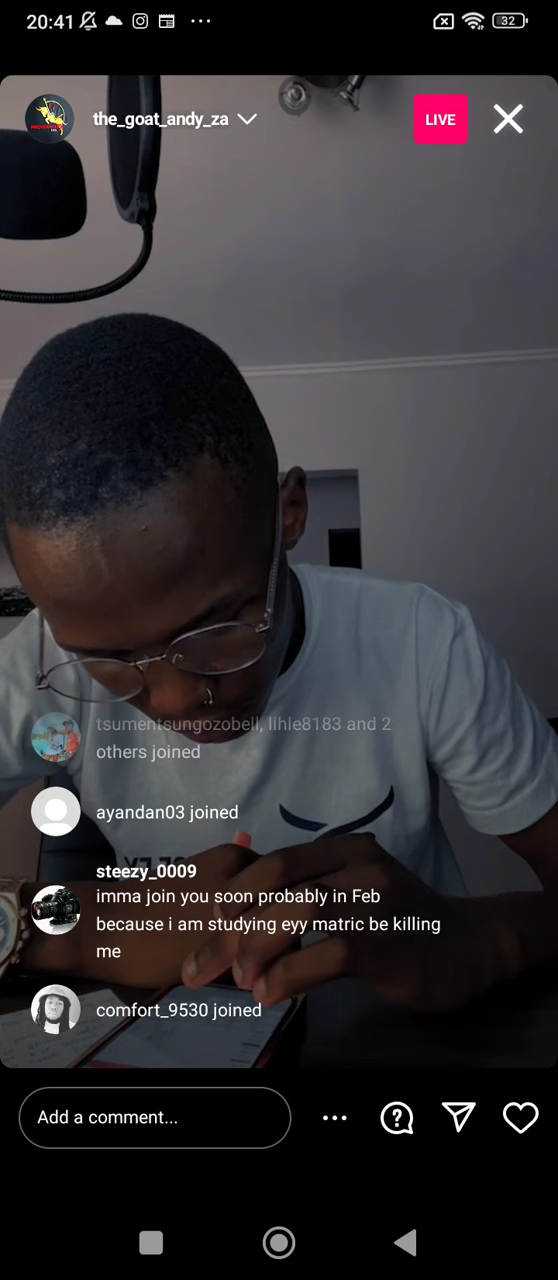 20:41
32
the_goat_andy_za
LIVE
tsumentsungozobell, lihle8183 and 2
others joined
ayandan03 joined
steezy_0009
imma join you soon probably in Feb
because i am studying eyy matric be killing
me
comfort_9530 joined
Add a comment...